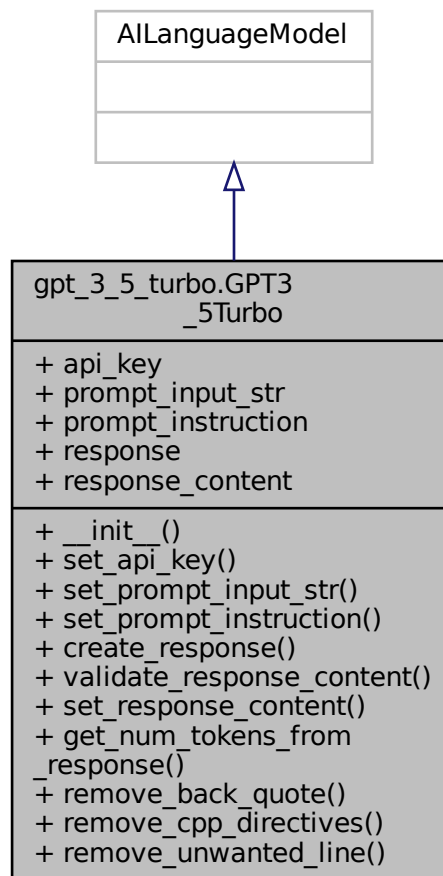 AILanguageModel
gpt_3_5_turbo.GPT3
_5Turbo
+ api_key
+ prompt_input_str
+ prompt_instruction
+ response
+ response_content
+ __init__()
+ set_api_key()
+ set_prompt_input_str()
+ set_prompt_instruction()
+ create_response()
+ validate_response_content()
+ set_response_content()
+ get_num_tokens_from
_response()
+ remove_back_quote()
+ remove_cpp_directives()
+ remove_unwanted_line()